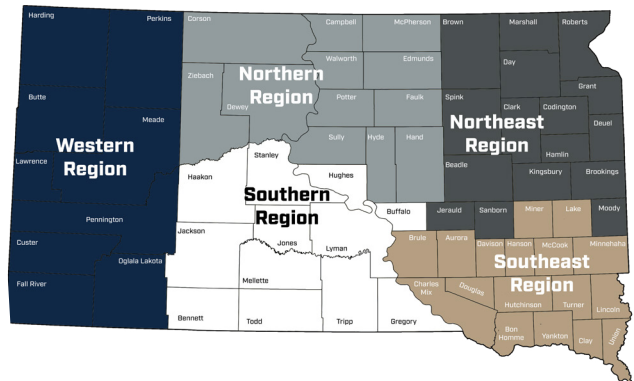 Harding
Perkins
Corson
Campbell
McPherson
Brown
Marshall
Roberts
Walworth
Edmunds
Day
Ziebach
Northern
Region
Dewey
Potter
Faulk
Spink
Grant
Butte
Meade
Clark
Codington
Northeast
Region
Deuel
Sully
Hyde
Hand
Hamlin
Western
Region
Lawrence
Stanley
Haakon
Hughes
Beadle
Kingsbury
Brookings
Southern
Region
Pennington
Buffalo
Jerauld
Sanborn
Miner
Lake
Moody
Jackson
Jones
Lyman
Brule
Aurora
Davison
Hanson
McCook
Minnehaha
Custer
Oglala Lakota
Southeast
Region
Fall River
Mellette
Charles
Mix
Douglas
Hutchinson
Turner
Lincoln
Bennett
Todd
Tripp
Gregory
Bon
Homme
Yankton
Clay
Union